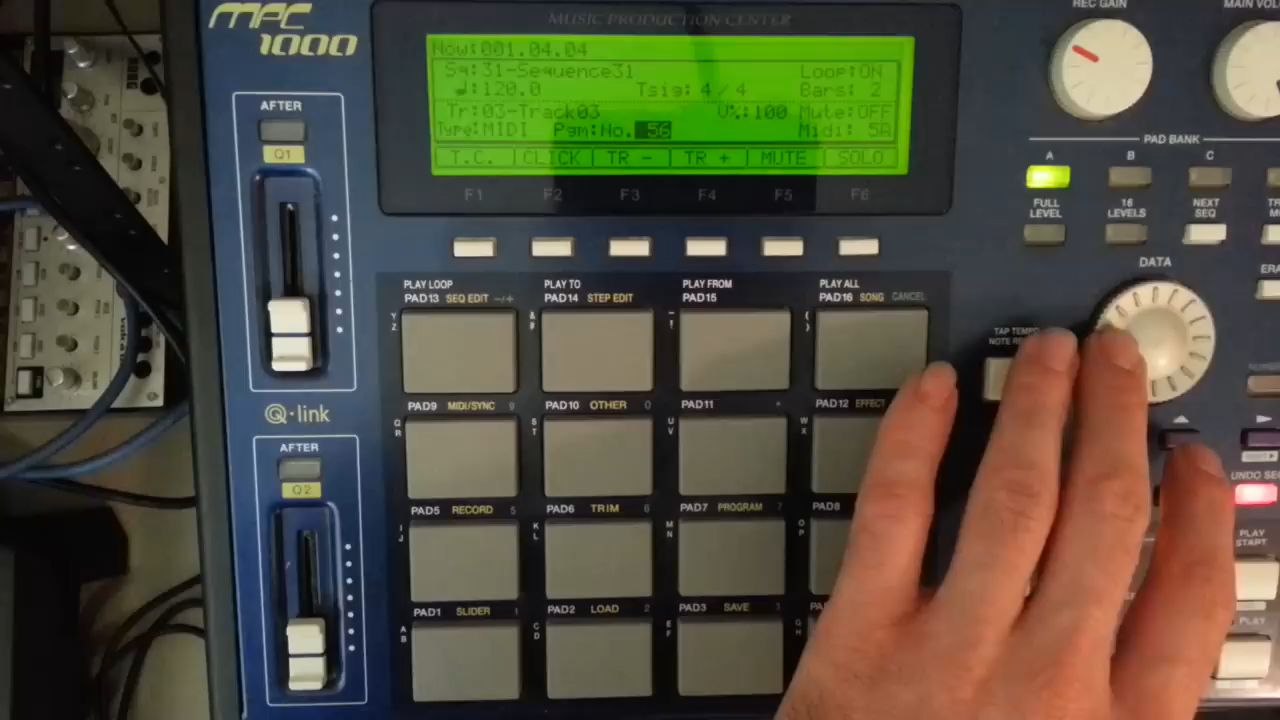 MPC
1000
MUSIC PRODUCTION CENTER
REC GAIN
MAIN
Now:001.04.04
Sq:31-Sequence31 Loop:ON
♩:120.0 Tsig: 4/4 Bars: 2
Tr:03-Track03 V%:100 Mute:OFF
Type:MIDI Pgm:No. 56 Midi: 5A
T.C. CLICK TR - TR + MUTE SOLO
F1 F2 F3 F4 F5 F6
AFTER
Q1
PAD BANK
A B C
FULL LEVEL
16 LEVELS
NEXT SEQ
DATA
TAP TEMPO
PLAY LOOP
PAD13 SEQ EDIT -/+
PLAY TO
PAD14 STEP EDIT
PLAY FROM
PAD15
PLAY ALL
PAD16 SONG CANCEL
Q-link
PAD9 MIDI/SYNC 9
PAD10 OTHER 0
PAD11
PAD12 EFFECT
AFTER
Q2
PAD5 RECORD 5
PAD6 TRIM 6
PAD7 PROGRAM 7
PAD8
PAD1 SLIDER 1
PAD2 LOAD 2
PAD3 SAVE 3
UNDO
PLAY START
PLAY